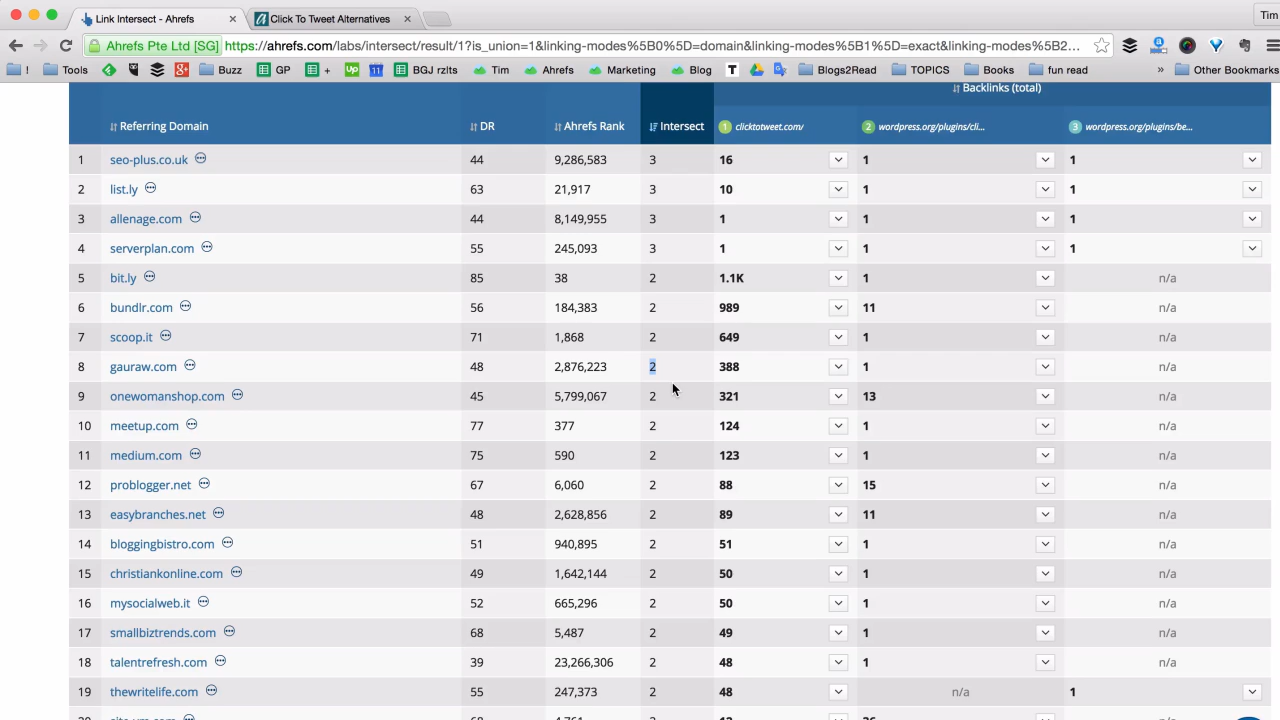 Link Intersect - Ahrefs
Click To Tweet Alternatives
Tim
Ahrefs Pte Ltd [SG] https://ahrefs.com/labs/intersect/result/1?is_union=1&linking-modes%5B0%5D=domain&linking-modes%5B1%5D=exact&linking-modes%5B2...
! Tools Buzz GP + up 11 BGJ rzlts Tim Ahrefs Marketing Blog T Blogs2Read TOPICS Books fun read » Other Bookmarks
Backlinks (total)
Referring Domain DR Ahrefs Rank Intersect 1 clicktotweet.com/ 2 wordpress.org/plugins/cli... 3 wordpress.org/plugins/be...
1 seo-plus.co.uk 44 9,286,583 3 16 1 1
2 list.ly 63 21,917 3 10 1 1
3 allenage.com 44 8,149,955 3 1 1 1
4 serverplan.com 55 245,093 3 1 1 1
5 bit.ly 85 38 2 1.1K 1 n/a
6 bundlr.com 56 184,383 2 989 11 n/a
7 scoop.it 71 1,868 2 649 1 n/a
8 gauraw.com 48 2,876,223 2 388 1 n/a
9 onewomanshop.com 45 5,799,067 2 321 13 n/a
10 meetup.com 77 377 2 124 1 n/a
11 medium.com 75 590 2 123 1 n/a
12 problogger.net 67 6,060 2 88 15 n/a
13 easybranches.net 48 2,628,856 2 89 11 n/a
14 bloggingbistro.com 51 940,895 2 51 1 n/a
15 christiankonline.com 49 1,642,144 2 50 1 n/a
16 mysocialweb.it 52 665,296 2 50 1 n/a
17 smallbiztrends.com 68 5,487 2 49 1 n/a
18 talentrefresh.com 39 23,266,306 2 48 1 n/a
19 thewritelife.com 55 247,373 2 48 n/a 1